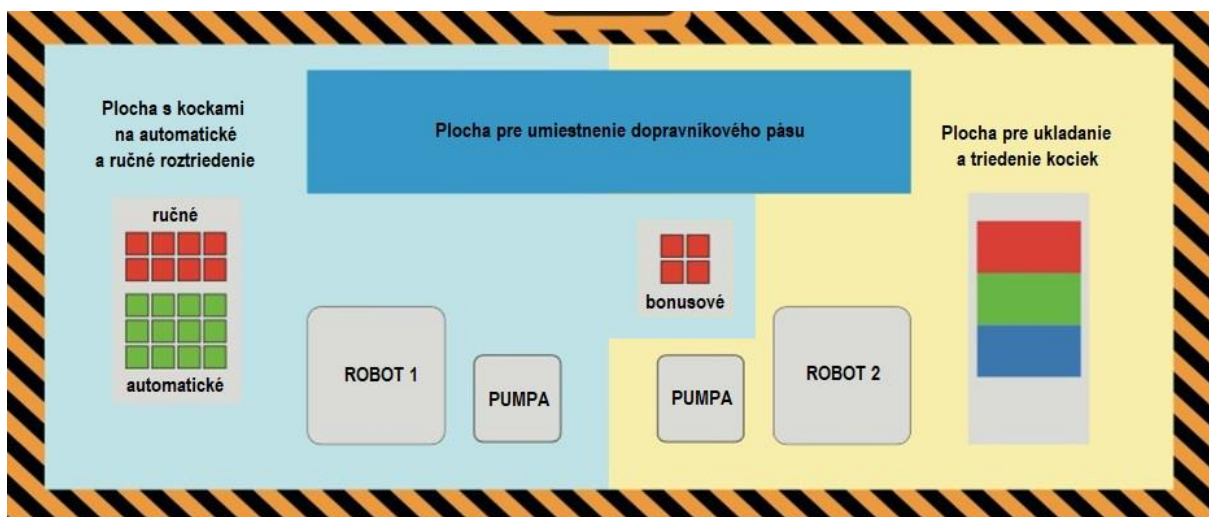 Plocha s kockami
na automatické
a ručné roztriedenie
ručné
automatické
Plocha pre umiestnenie dopravníkového pásu
bonusové
ROBOT 1
PUMPA
PUMPA
ROBOT 2
Plocha pre ukladanie
a triedenie kociek